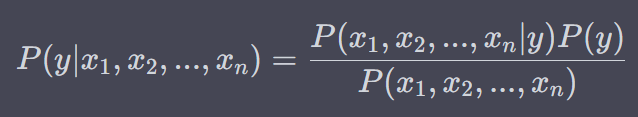 P(y|x₁, x₂, ..., xₙ) = P(x₁, x₂, ..., xₙ|y)P(y) / P(x₁, x₂, ..., xₙ)